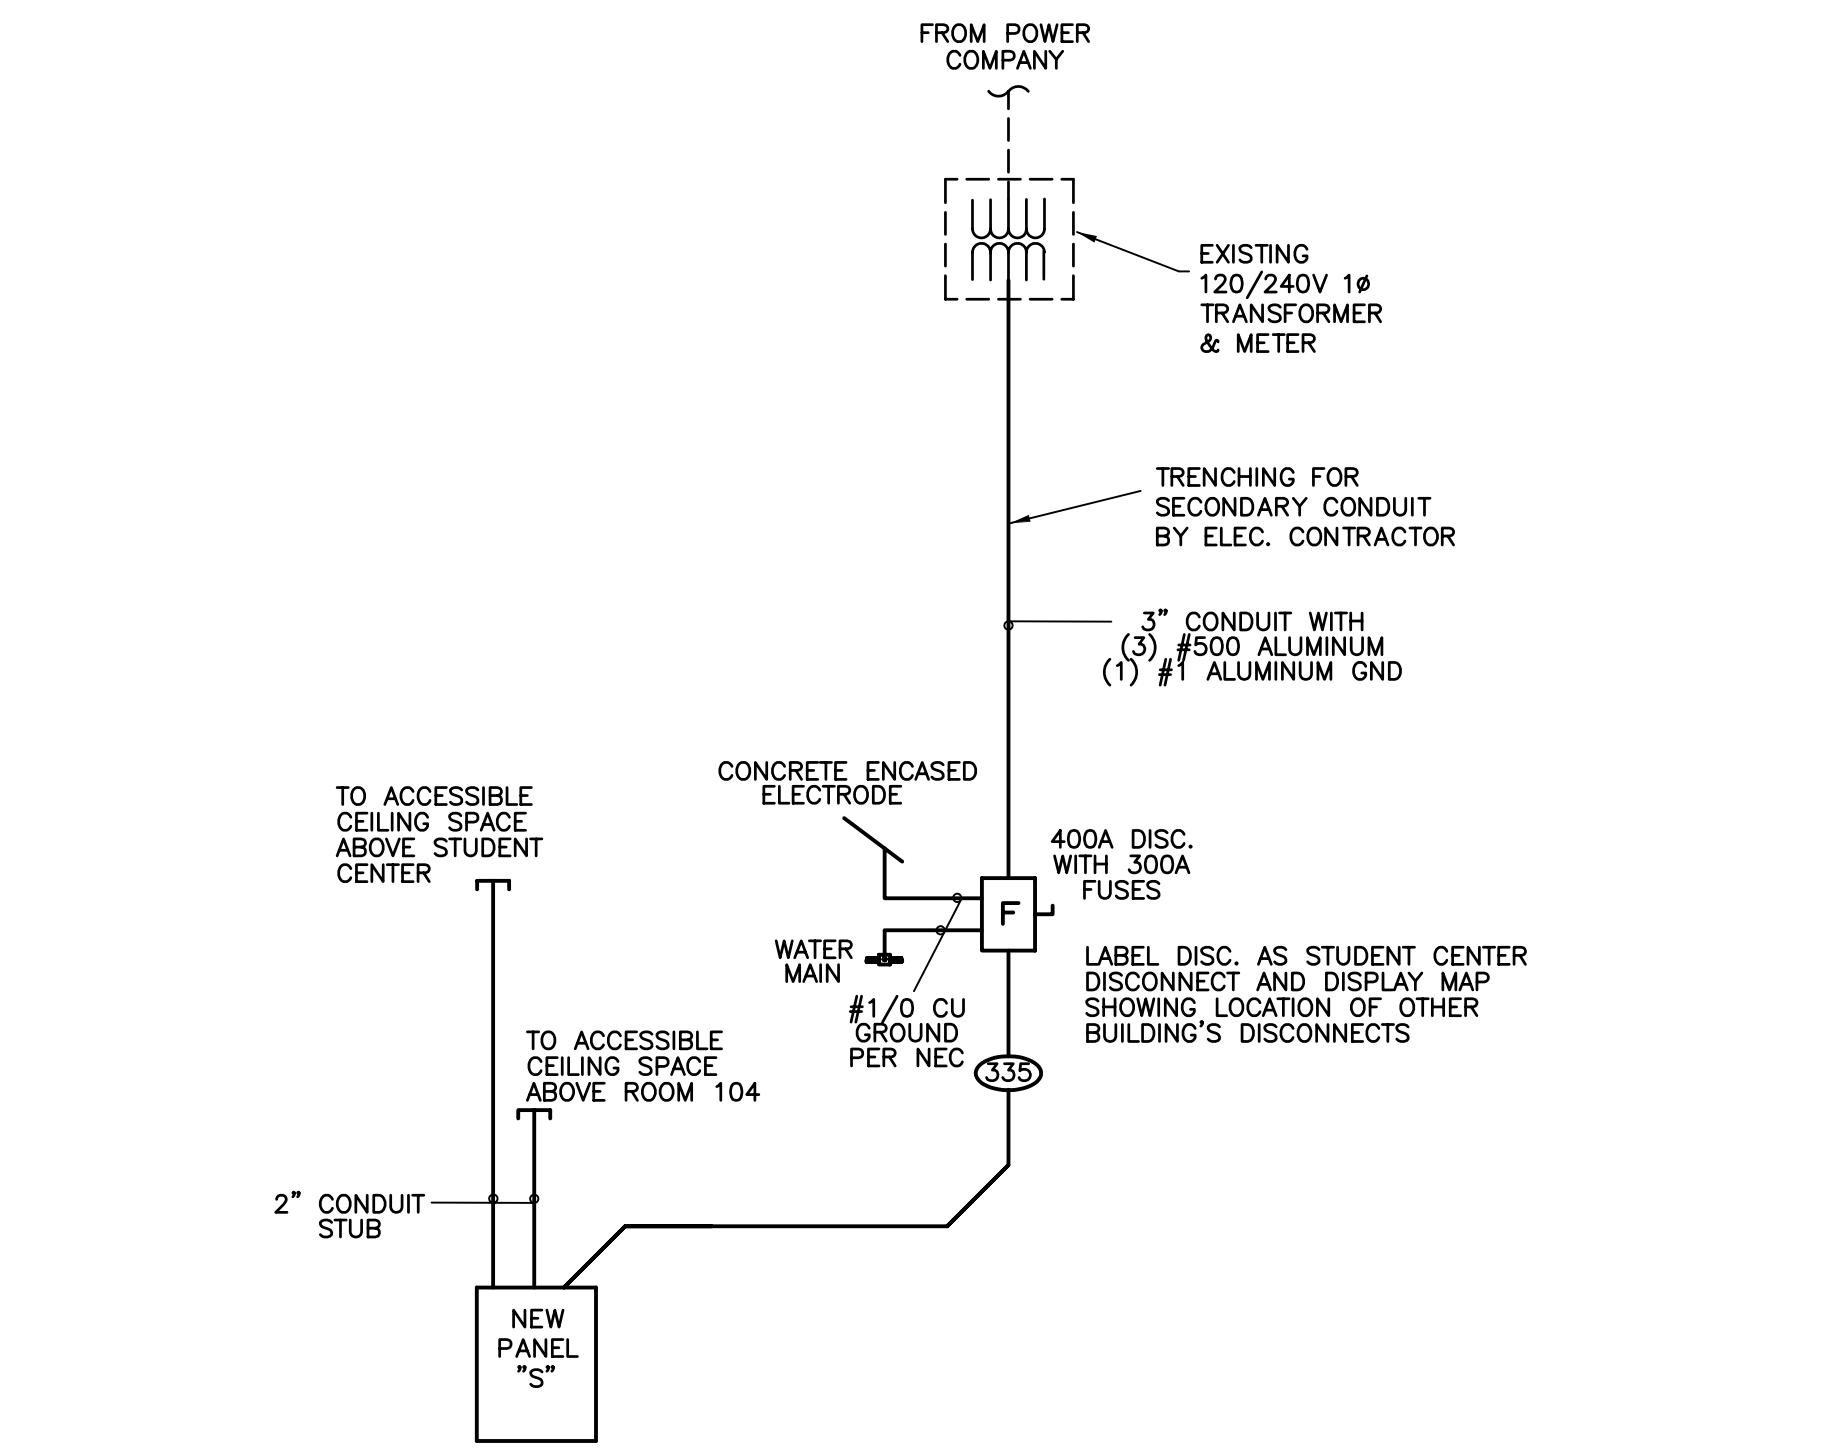 FROM POWER
COMPANY
EXISTING
120/240V 1ø
TRANSFORMER
& METER
TRENCHING FOR
SECONDARY CONDUIT
BY ELEC. CONTRACTOR
3" CONDUIT WITH
(3) #500 ALUMINUM
(1) #1 ALUMINUM GND
CONCRETE ENCASED
ELECTRODE
TO ACCESSIBLE
CEILING SPACE
ABOVE STUDENT
CENTER
400A DISC.
WITH 300A
FUSES
F
WATER
MAIN
LABEL DISC. AS STUDENT CENTER
DISCONNECT AND DISPLAY MAP
SHOWING LOCATION OF OTHER
BUILDING'S DISCONNECTS
#1/0 CU
GROUND
PER NEC
TO ACCESSIBLE
CEILING SPACE
ABOVE ROOM 104
335
2" CONDUIT
STUB
NEW
PANEL
"S"